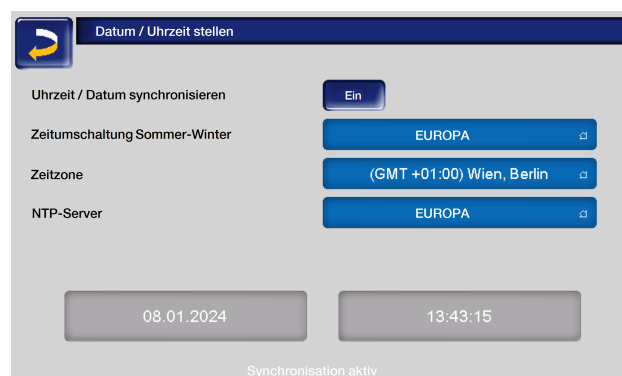 Datum / Uhrzeit stellen
Uhrzeit / Datum synchronisieren Ein
Zeitumschaltung Sommer-Winter EUROPA
Zeitzone (GMT +01:00) Wien, Berlin
NTP-Server EUROPA
08.01.2024 13:43:15
Synchronisation aktiv